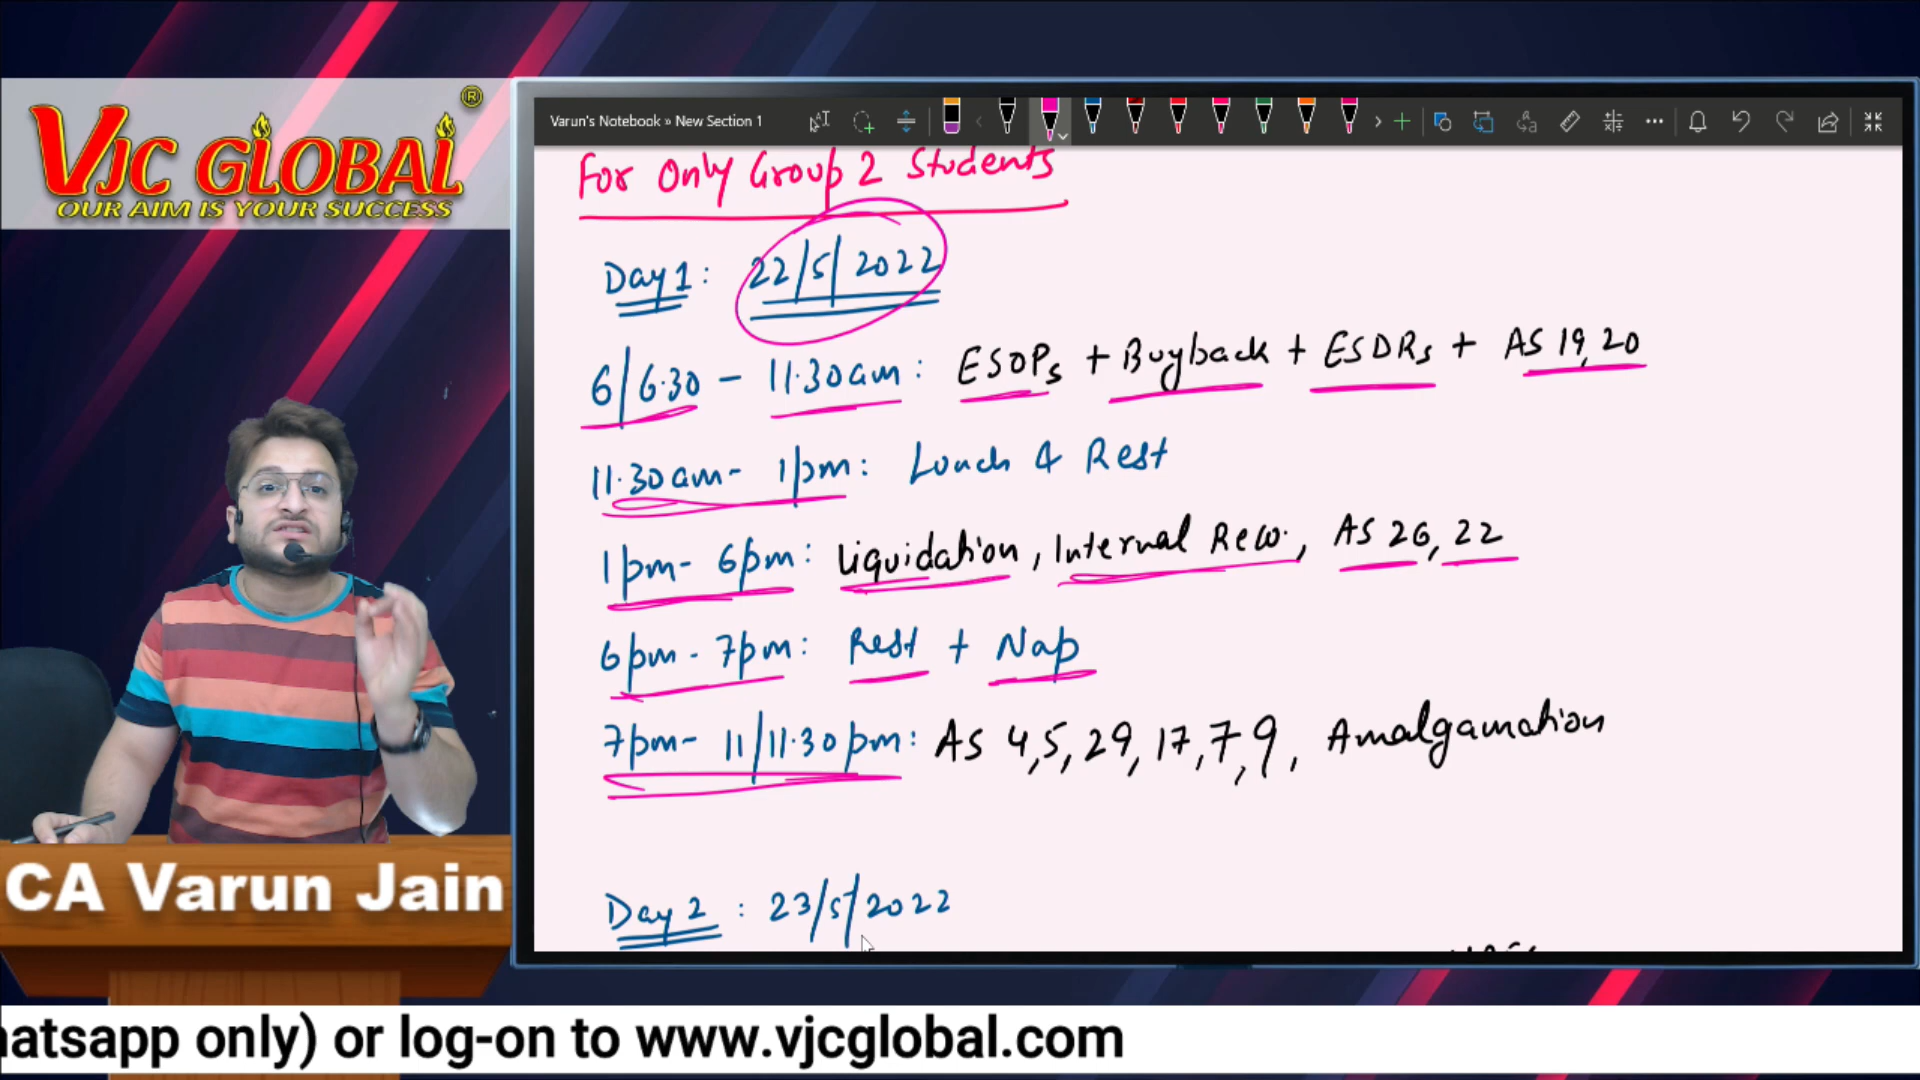 VJC GLOBAL ®
OUR AIM IS YOUR SUCCESS
Varun's Notebook » New Section 1
For Only Group 2 Students
Day 1 : 22/5/2022
6/6.30 - 11.30am : ESOPs + Buyback + ESDRs + AS 19, 20
11.30am - 1pm : Lunch & Rest
1pm - 6pm : Liquidation, Internal Reco., AS 26, 22
6pm - 7pm : Rest + Nap
7pm - 11/11.30pm : AS 4, 5, 29, 17, 7, 9, Amalgamation
Day 2 : 23/5/2022
CA Varun Jain
hatsapp only) or log-on to www.vjcglobal.com